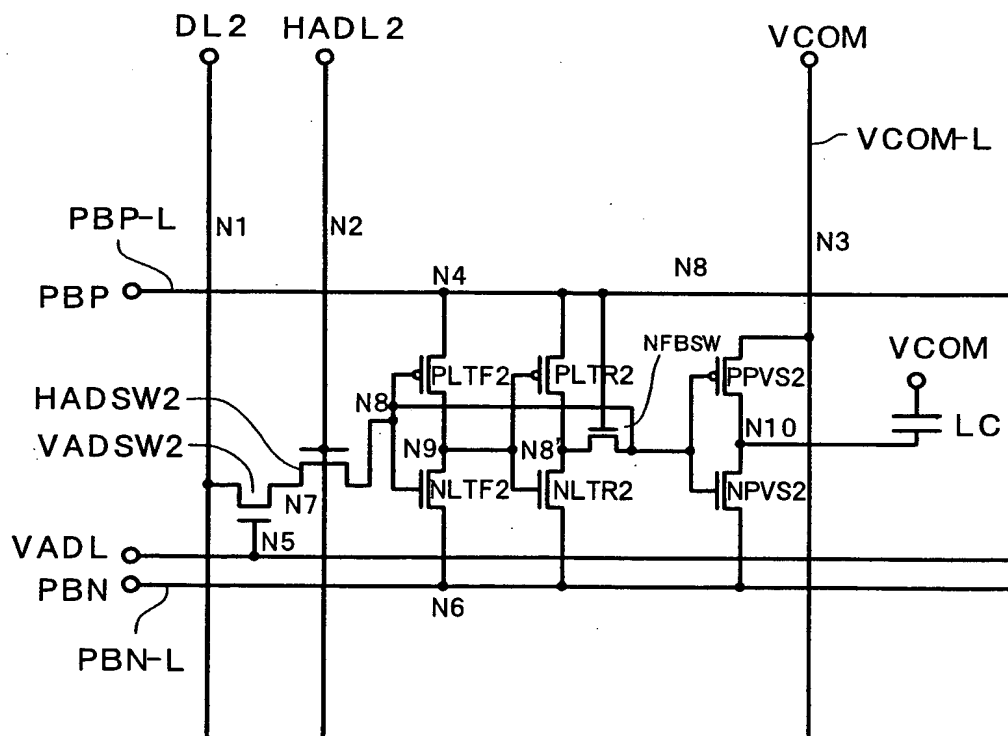 DL2 HADL2 VCOM
VCOM-L
PBP-L N1 N2 N3
PBP N4 N8
NFBSW
VCOM
PLTF2 PLTR2 PPVS2
HADSW2 N8
VADSW2 N9 N8' N10 LC
N7 NLTF2 NLTR2 NPVS2
VADL N5
PBN
N6
PBN-L